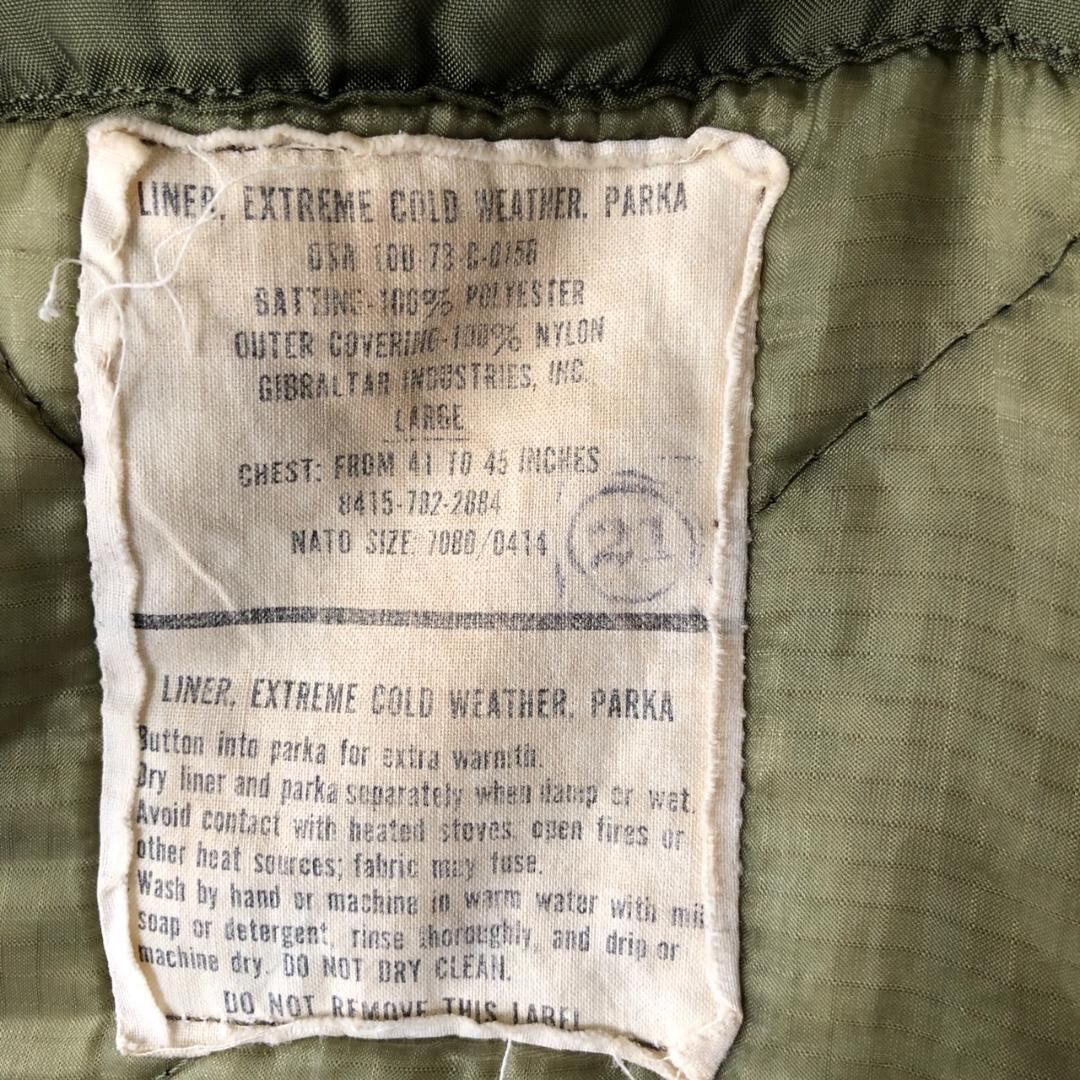 LINER, EXTREME COLD WEATHER, PARKA
DSA 100-73-C-0156
BATTING-100% POLYESTER
OUTER COVERING-100% NYLON
GIBRALTAR INDUSTRIES, INC.
LARGE
CHEST: FROM 41 TO 45 INCHES
8415-782-2884
NATO SIZE: 7080/0414
21
LINER, EXTREME COLD WEATHER, PARKA
Button into parka for extra warmth.
Dry liner and parka separately when damp or wet.
Avoid contact with heated stoves, open fires or
other heat sources; fabric may fuse.
Wash by hand or machine in warm water with mil
soap or detergent, rinse thoroughly, and drip or
machine dry. DO NOT DRY CLEAN.
DO NOT REMOVE THIS LABEL